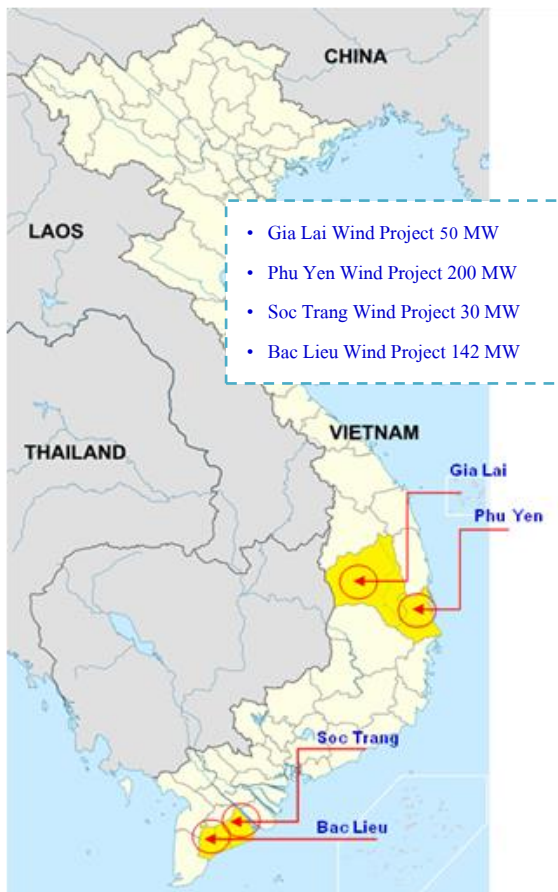 CHINA
LAOS
• Gia Lai Wind Project 50 MW
• Phu Yen Wind Project 200 MW
• Soc Trang Wind Project 30 MW
• Bac Lieu Wind Project 142 MW
THAILAND
VIETNAM
Gia Lai
Phu Yen
Soc Trang
Bac Lieu